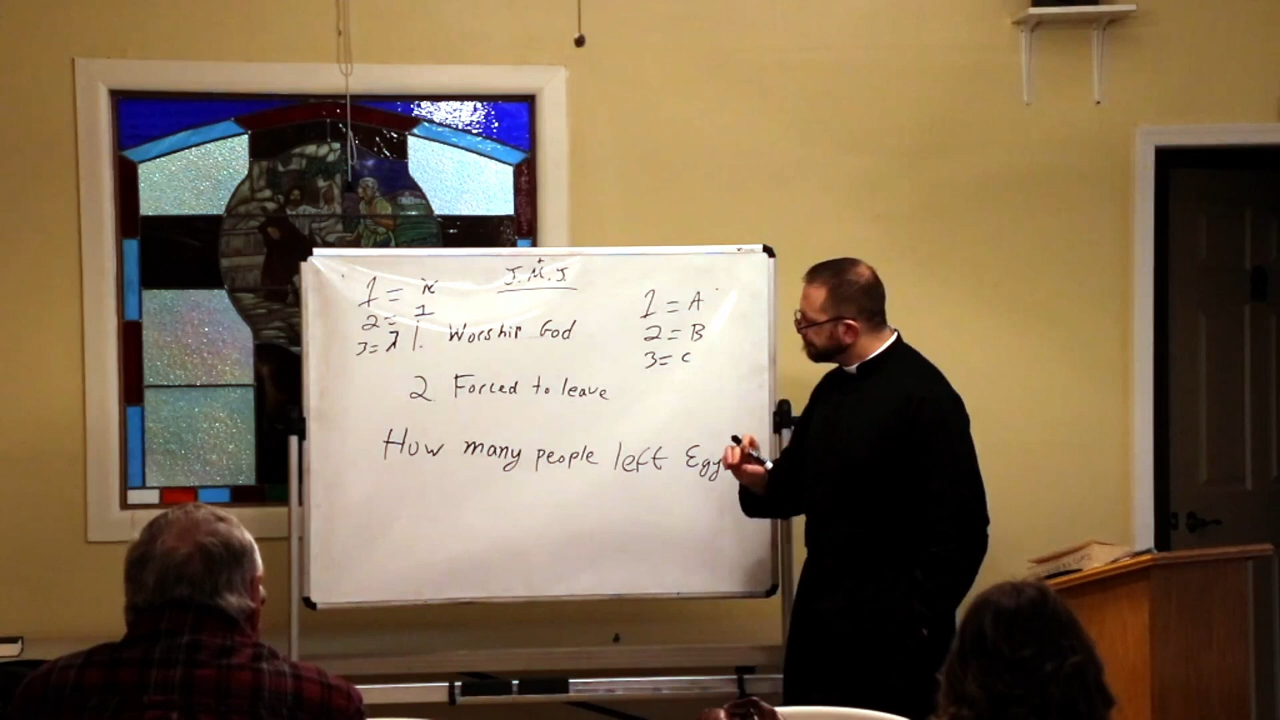 J.M.J.
1 = א
2 =
3 = λ
1. Worship God
1 = A
2 = B
3 = C
2 Forced to leave
How many people left Egy